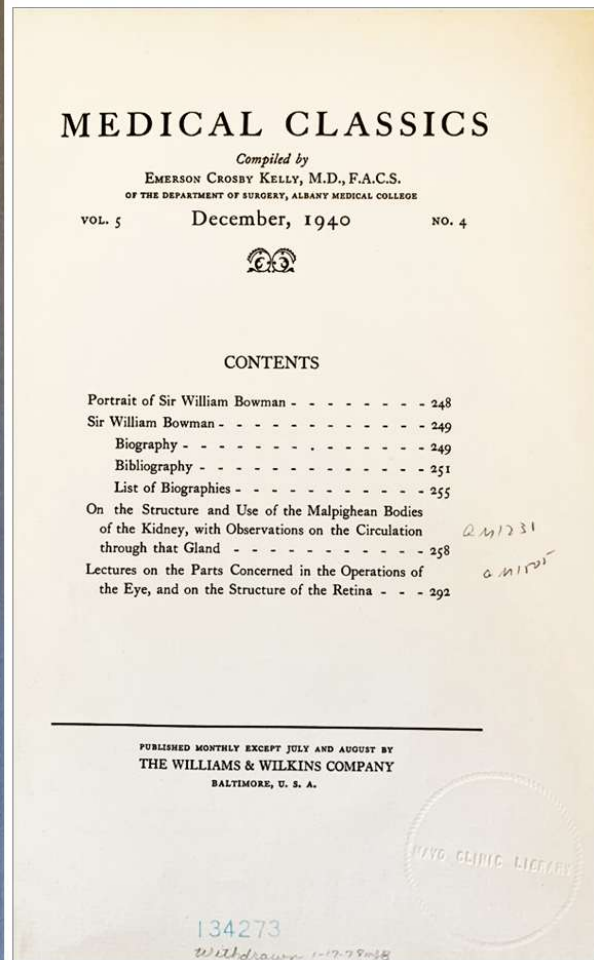 MEDICAL CLASSICS
Compiled by
EMERSON CROSBY KELLY, M.D., F.A.C.S.
OF THE DEPARTMENT OF SURGERY, ALBANY MEDICAL COLLEGE
VOL. 5 December, 1940 NO. 4
CONTENTS
Portrait of Sir William Bowman - - - - - - - - 248
Sir William Bowman - - - - - - - - - - - - 249
Biography - - - - - - - - . - - - - - - 249
Bibliography - - - - - - - - - - - - - 251
List of Biographies - - - - - - - - - - - 255
On the Structure and Use of the Malpighean Bodies
of the Kidney, with Observations on the Circulation
through that Gland - - - - - - - - - - - 258
Lectures on the Parts Concerned in the Operations of
the Eye, and on the Structure of the Retina - - - 292
PUBLISHED MONTHLY EXCEPT JULY AND AUGUST BY
THE WILLIAMS & WILKINS COMPANY
BALTIMORE, U. S. A.
MAYO CLINIC LIBRARY
134273
Withdrawn